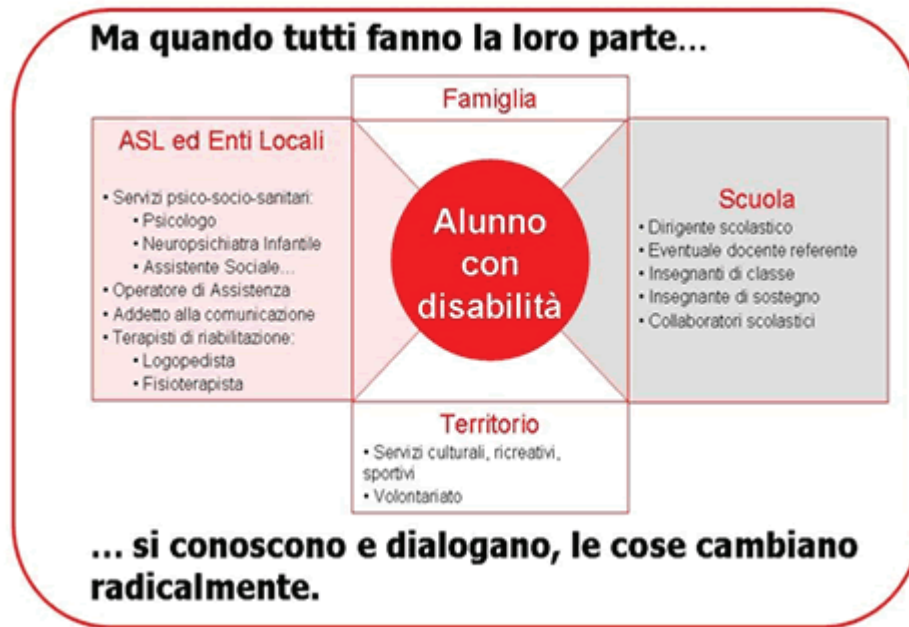 Ma quando tutti fanno la loro parte...
Famiglia
ASL ed Enti Locali
• Servizi psico-socio-sanitari:
• Psicologo
• Neuropsichiatra Infantile
• Assistente Sociale...
• Operatore di Assistenza
• Addetto alla comunicazione
• Terapisti di riabilitazione:
• Logopedista
• Fisioterapista
Alunno
con
disabilità
Scuola
• Dirigente scolastico
• Eventuale docente referente
• Insegnanti di classe
• Insegnante di sostegno
• Collaboratori scolastici
Territorio
• Servizi culturali, ricreativi,
sportivi
• Volontariato
... si conoscono e dialogano, le cose cambiano
radicalmente.